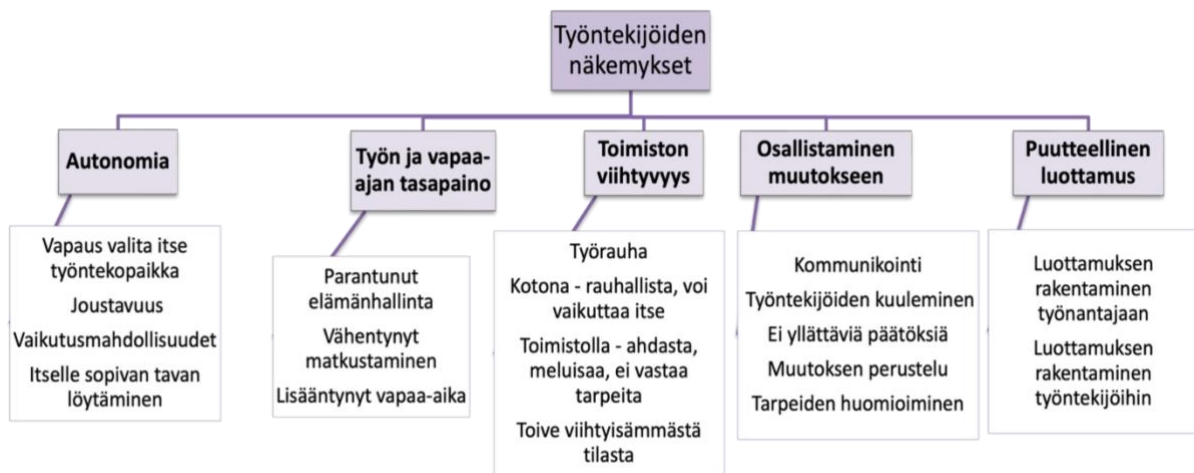 Työntekijöiden
näkemykset
Autonomia
Vapaus valita itse
työntekopaikka
Joustavuus
Vaikutusmahdollisuudet
Itselle sopivan tavan
löytäminen
Työn ja vapaa-
ajan tasapaino
Parantunut
elämänhallinta
Vähentynyt
matkustaminen
Lisääntynyt vapaa-aika
Toimiston
viihtyvyys
Työrauha
Kotona - rauhallista, voi
vaikuttaa itse
Toimistolla - ahdasta,
meluisaa, ei vastaa
tarpeita
Toive viihtyisämmästä
tilasta
Osallistaminen
muutokseen
Kommunikointi
Työntekijöiden kuuleminen
Ei yllättäviä päätöksiä
Muutoksen perustelu
Tarpeiden huomioiminen
Puutteellinen
luottamus
Luottamuksen
rakentaminen
työnantajaan
Luottamuksen
rakentaminen
työntekijöihin